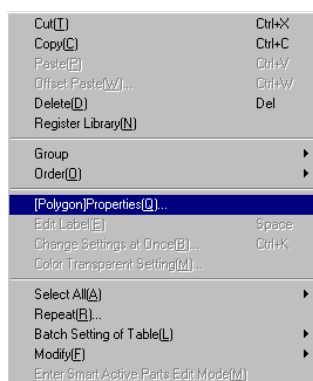 Cut(T) Ctrl+X
Copy(C) Ctrl+C
Paste(P) Ctrl+V
Offset Paste(W)... Ctrl+W
Delete(D) Del
Register Library(N)
Group
Order(O)
[Polygon]Properties(Q)...
Edit Label(E) Space
Change Settings at Once(B)... Ctrl+K
Color Transparent Setting(M)...
Select All(A)
Repeat(R)...
Batch Setting of Table(L)
Modify(F)
Enter Smart Active Parts Edit Mode(M)